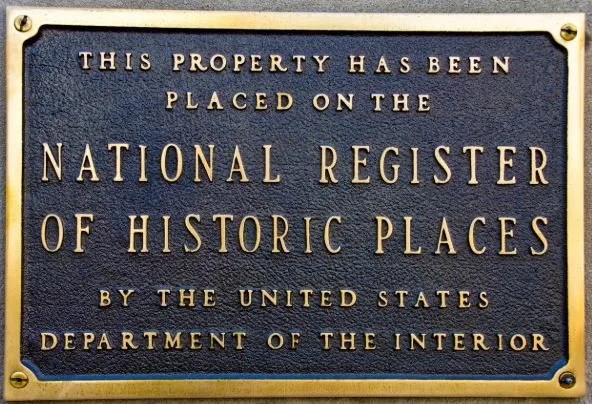 THIS PROPERTY HAS BEEN
PLACED ON THE
NATIONAL REGISTER
OF HISTORIC PLACES
BY THE UNITED STATES
DEPARTMENT OF THE INTERIOR